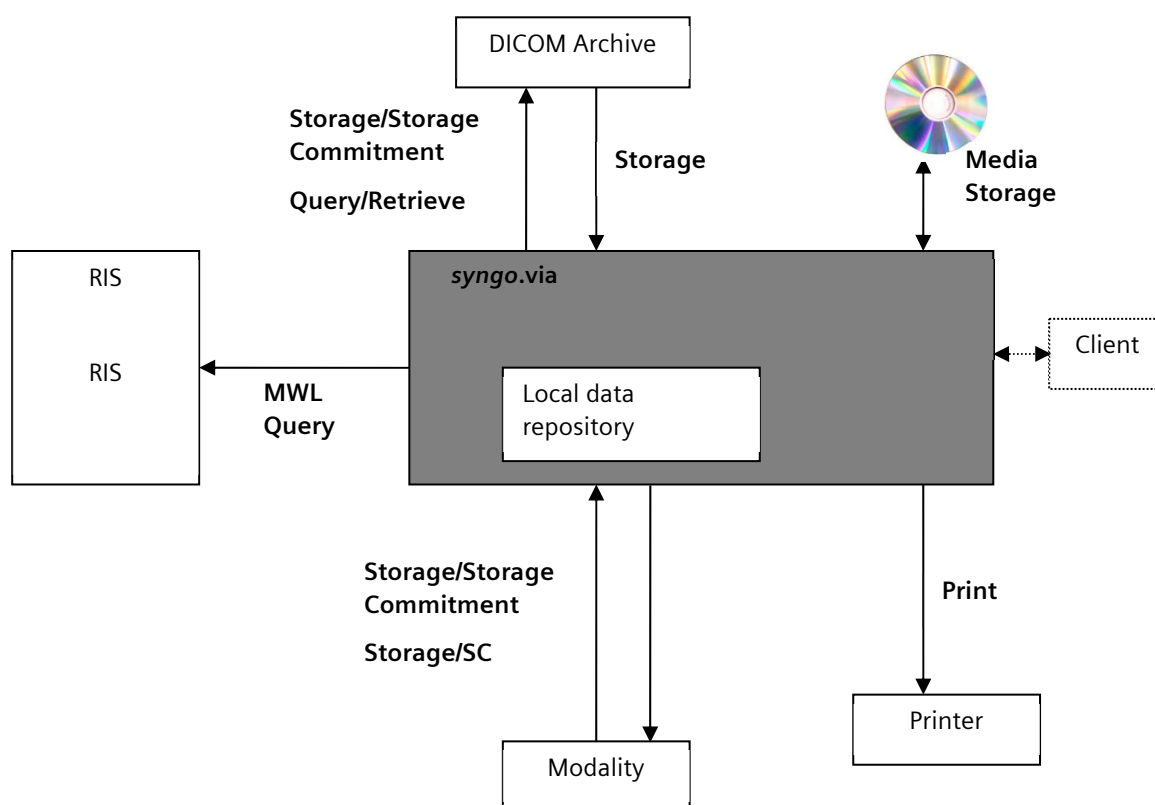 DICOM Archive
Storage/Storage
Commitment
Query/Retrieve
Storage
Media
Storage
RIS
RIS
syngo.via
Client
MWL
Query
Local data
repository
Storage/Storage
Commitment
Storage/SC
Print
Printer
Modality